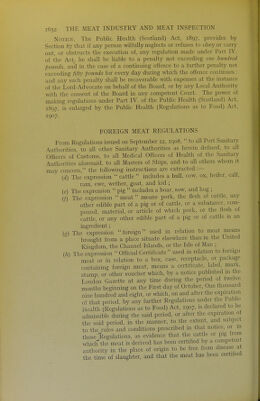 1652 THE MEAT INDUSTRY AND MEAT INSPECTION
NOTICES. The Public Health (Scotland) Act, 1897, provides by
Section 87 that if any person wilfully neglects or refuses to obey or carry
out, or obstructs the execution of, any regulation made under Part IV.
of the Act, he shall be liable to a penalty not exceeding one hundred
pounds, and in the case of a continuing offence to a further penalty not
exceeding fifty pounds for every day during which the offence continues;
and any such penalty shall be recoverable with expenses at the instance
of the Lord-Advocate on behalf of the Board, or by any Local Authority
with the consent of the Board in any competent Court. The power of
making regulations under Part IV. of the Public Health (Scotland) Act,
1897, is enlarged by the Public Health (Regulations as to Food) Act,
1907.
FOREIGN MEAT REGULATIONS
From Regulations issued on September 12, 1908, "to all Port Sanitary
Authorities, to all other Sanitary Authorities as herein defined, to all
Officers of Customs, to all Medical Officers of Health of the Sanitary
Authorities aforesaid, to all Masters of Ships, and to all others whom it
may concern," the following instructions are extracted:—
(d) The expression "cattle" includes a bull, cow, ox, heifer, calf,
ram, ewe, wether, goat, and kid;
(e) The expression "pig" includes a boar, sow, and hog;
(f) The expression "meat" means pork, the flesh of cattle, any
other edible part of a pig or of cattle, or a substance, com-
pound, material, or article of which pork, or the flesh of
cattle, or any other edible part of a pig or of cattle is an
ingredient;
(g) The expression "foreign" used in relation to meat means
brought from a place situate elsewhere than in the United
Kingdom, the Channel Islands, or the Isle of Man;
(h) The expression "Official Certificate" used in relation to foreign
meat or in relation to a box, case, receptacle, or package
containing foreign meat, means a certificate, label, mark,
stamp, or other voucher which, by a notice published in the
London Gazette at any time during the period of twelve
months beginning on the First day of October, One thousand
nine hundred and eight, or which, on and after the expiration
of that period, by any further Regulations under the Public
Health (Regulations as to Food) Act, 1907, is declared to be
admissible during the said period, or after the expiration of
the said period, in the manner, to the extent, and subject
to the rules and conditions prescribed in that notice, or in
those Regulations, as evidence that the cattle or pig from
which the meat is derived has been certified by a competent
authority in the place of origin to be free from disease at
the time of slaughter, and that the meat has been certified